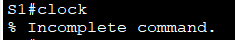 S1#clock
% Incomplete command.